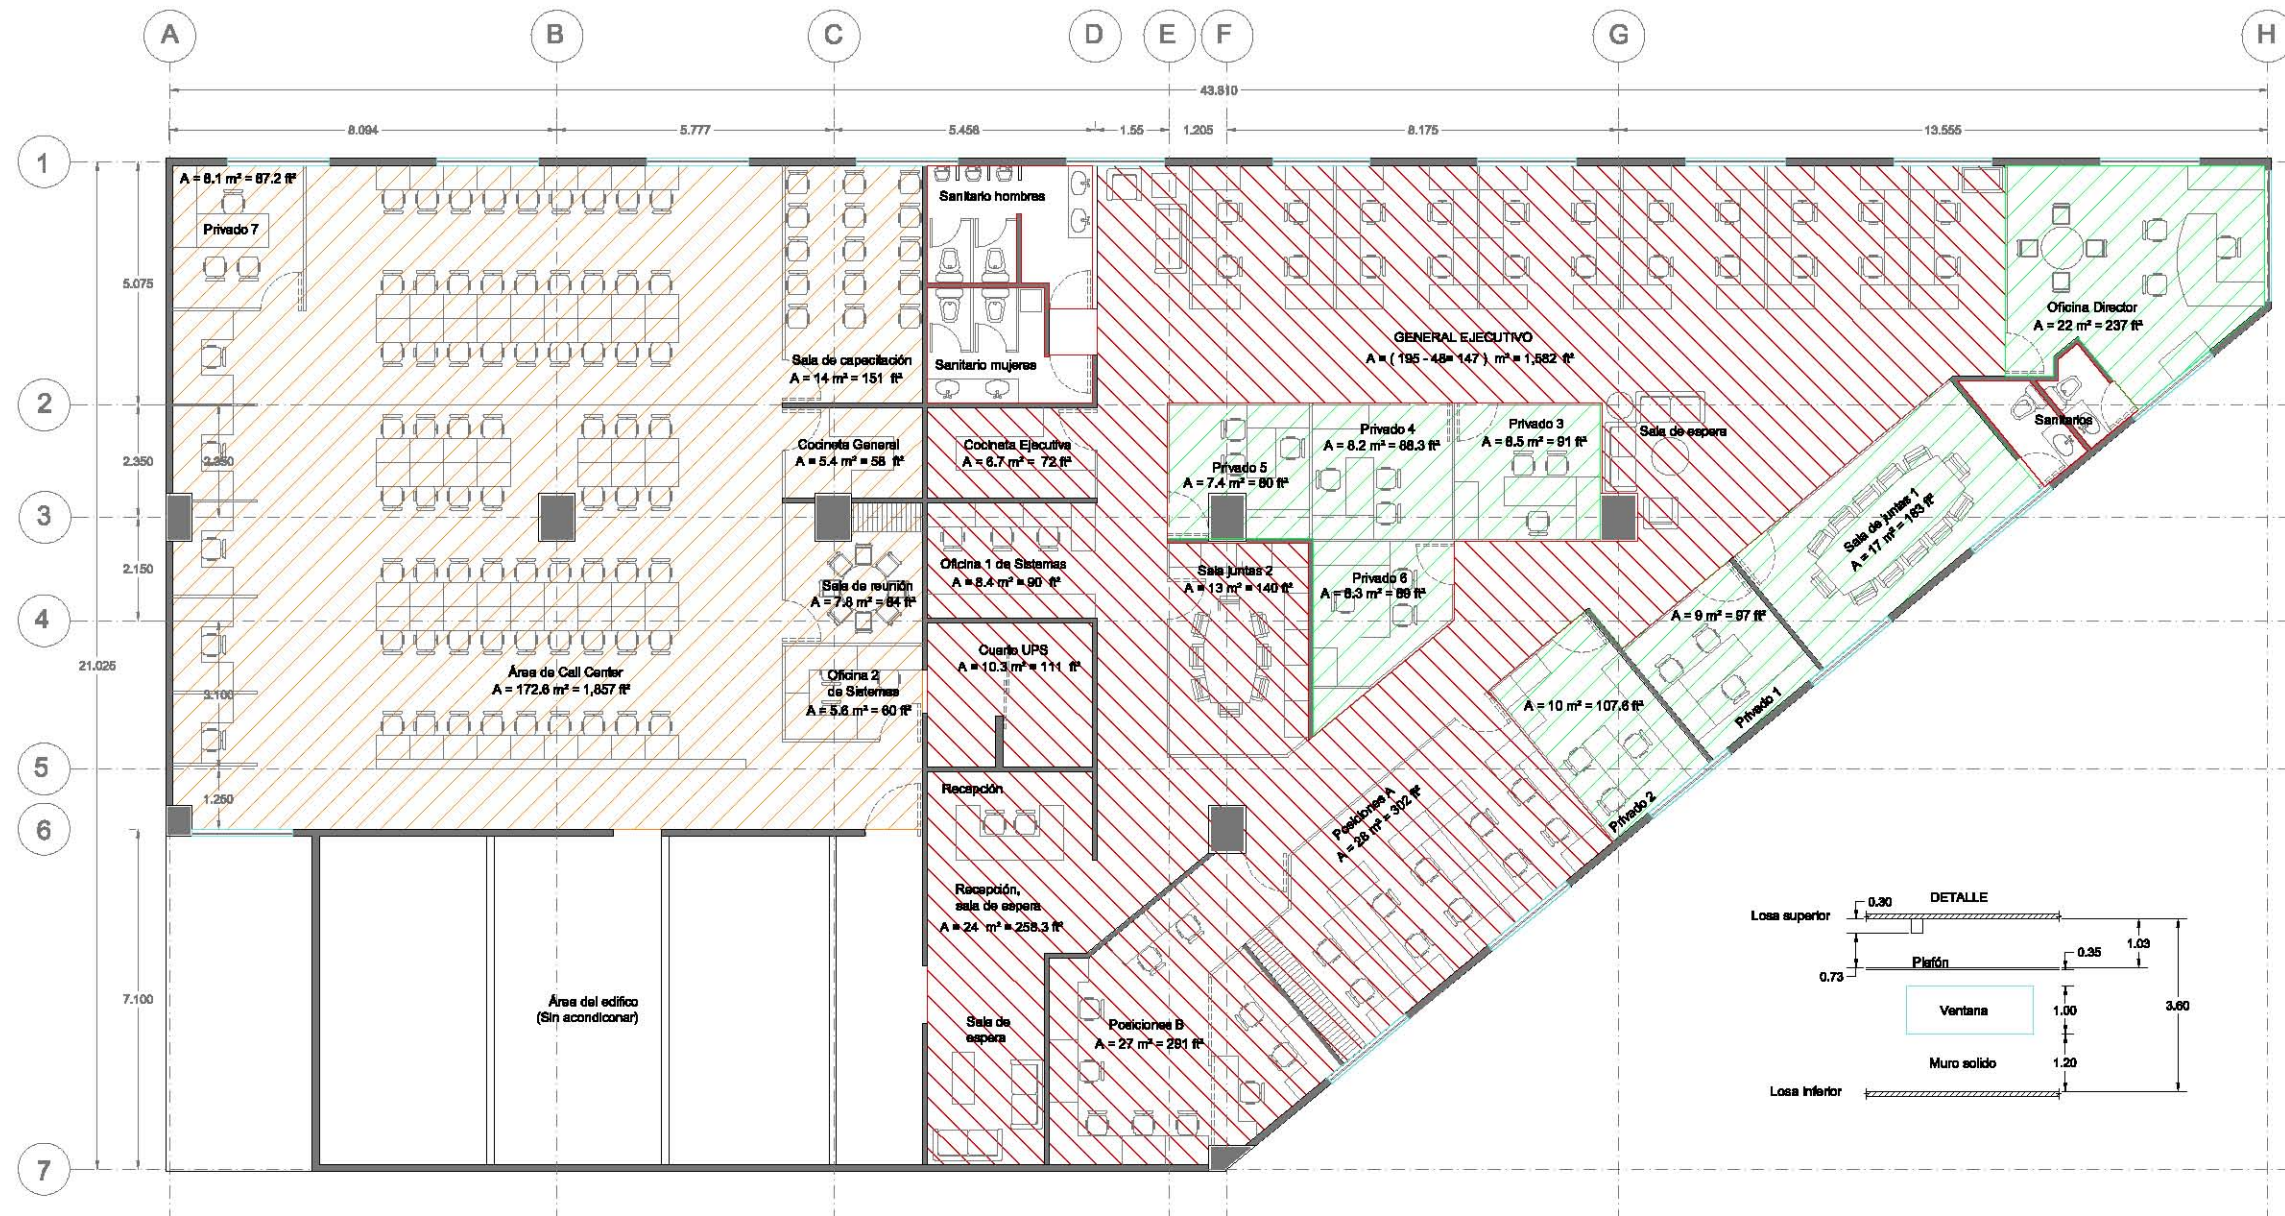 A B C D E F G H
43.810
8.094 5.777 5.456 1.55 1.205 8.175 13.555
1
2
3
4
5
6
7
5.075
2.350
2.150
21.025
7.100
2.350
3.100
1.250
A = 8.1 m² = 87.2 ft²
Privado 7
Sanitario hombres
Sala de capacitación
A = 14 m² = 151 ft²
Sanitario mujeres
GENERAL EJECUTIVO
A = ( 195 - 48= 147 ) m² = 1,582 ft²
Oficina Director
A = 22 m² = 237 ft²
Cocineta General
A = 5.4 m² = 58 ft²
Cocineta Ejecutiva
A = 6.7 m² = 72 ft²
Privado 5
A = 7.4 m² = 80 ft²
Privado 4
A = 8.2 m² = 88.3 ft²
Privado 3
A = 8.5 m² = 91 ft²
Sala de espera
Sanitarios
Sala de juntas 1
A = 17 m² = 183 ft²
Oficina 1 de Sistemas
A = 8.4 m² = 90 ft²
Sala de reunión
A = 7.8 m² = 84 ft²
Sala juntas 2
A = 13 m² = 140 ft²
Privado 6
A = 8.3 m² = 89 ft²
A = 9 m² = 97 ft²
Privado 1
Área de Call Center
A = 172.6 m² = 1,857 ft²
Oficina 2
de Sistemas
A = 5.6 m² = 60 ft²
Cuarto UPS
A = 10.3 m² = 111 ft²
A = 10 m² = 107.6 ft²
Privado 2
Recepción
Posiciones A
A = 28 m² = 302 ft²
Recepción,
sala de espera
A = 24 m² = 258.3 ft²
Área del edifico
(Sin acondiconar)
Sala de
espera
Posiciones B
A = 27 m² = 291 ft²
DETALLE
0.30
Losa superior
1.03
0.35
Plafón
0.73
Ventana
1.00
3.60
Muro solido
1.20
Losa inferior